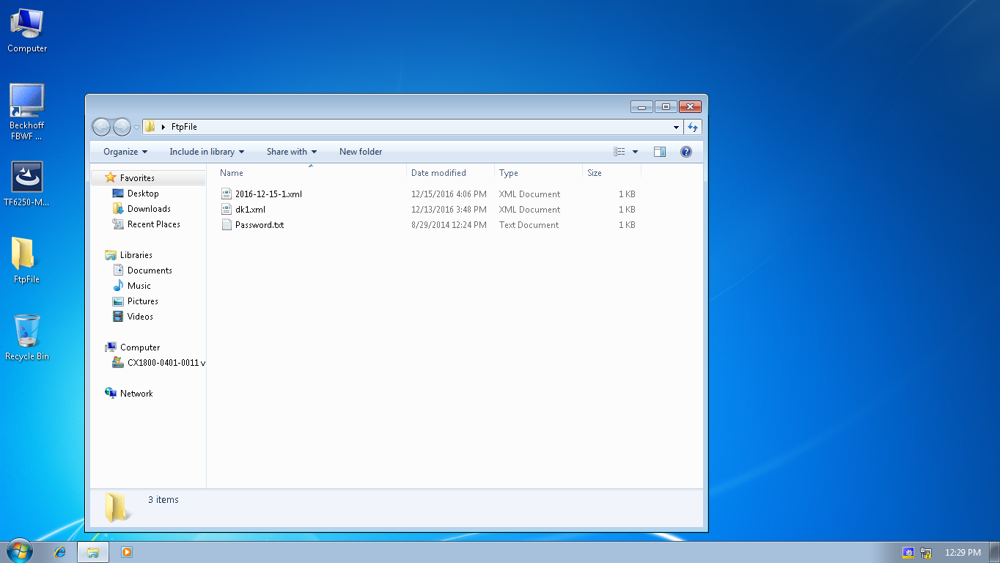 Computer
Beckhoff
FBWF ...
TF6250-M...
FtpFile
Recycle Bin
FtpFile
Organize
Include in library
Share with
New folder
Favorites
Desktop
Downloads
Recent Places
Libraries
Documents
Music
Pictures
Videos
Computer
CX1800-0401-0011 v
Network
Name Date modified Type Size
2016-12-15-1.xml 12/15/2016 4:06 PM XML Document 1 KB
dk1.xml 12/13/2016 3:48 PM XML Document 1 KB
Password.txt 8/29/2014 12:24 PM Text Document 1 KB
3 items
12:29 PM